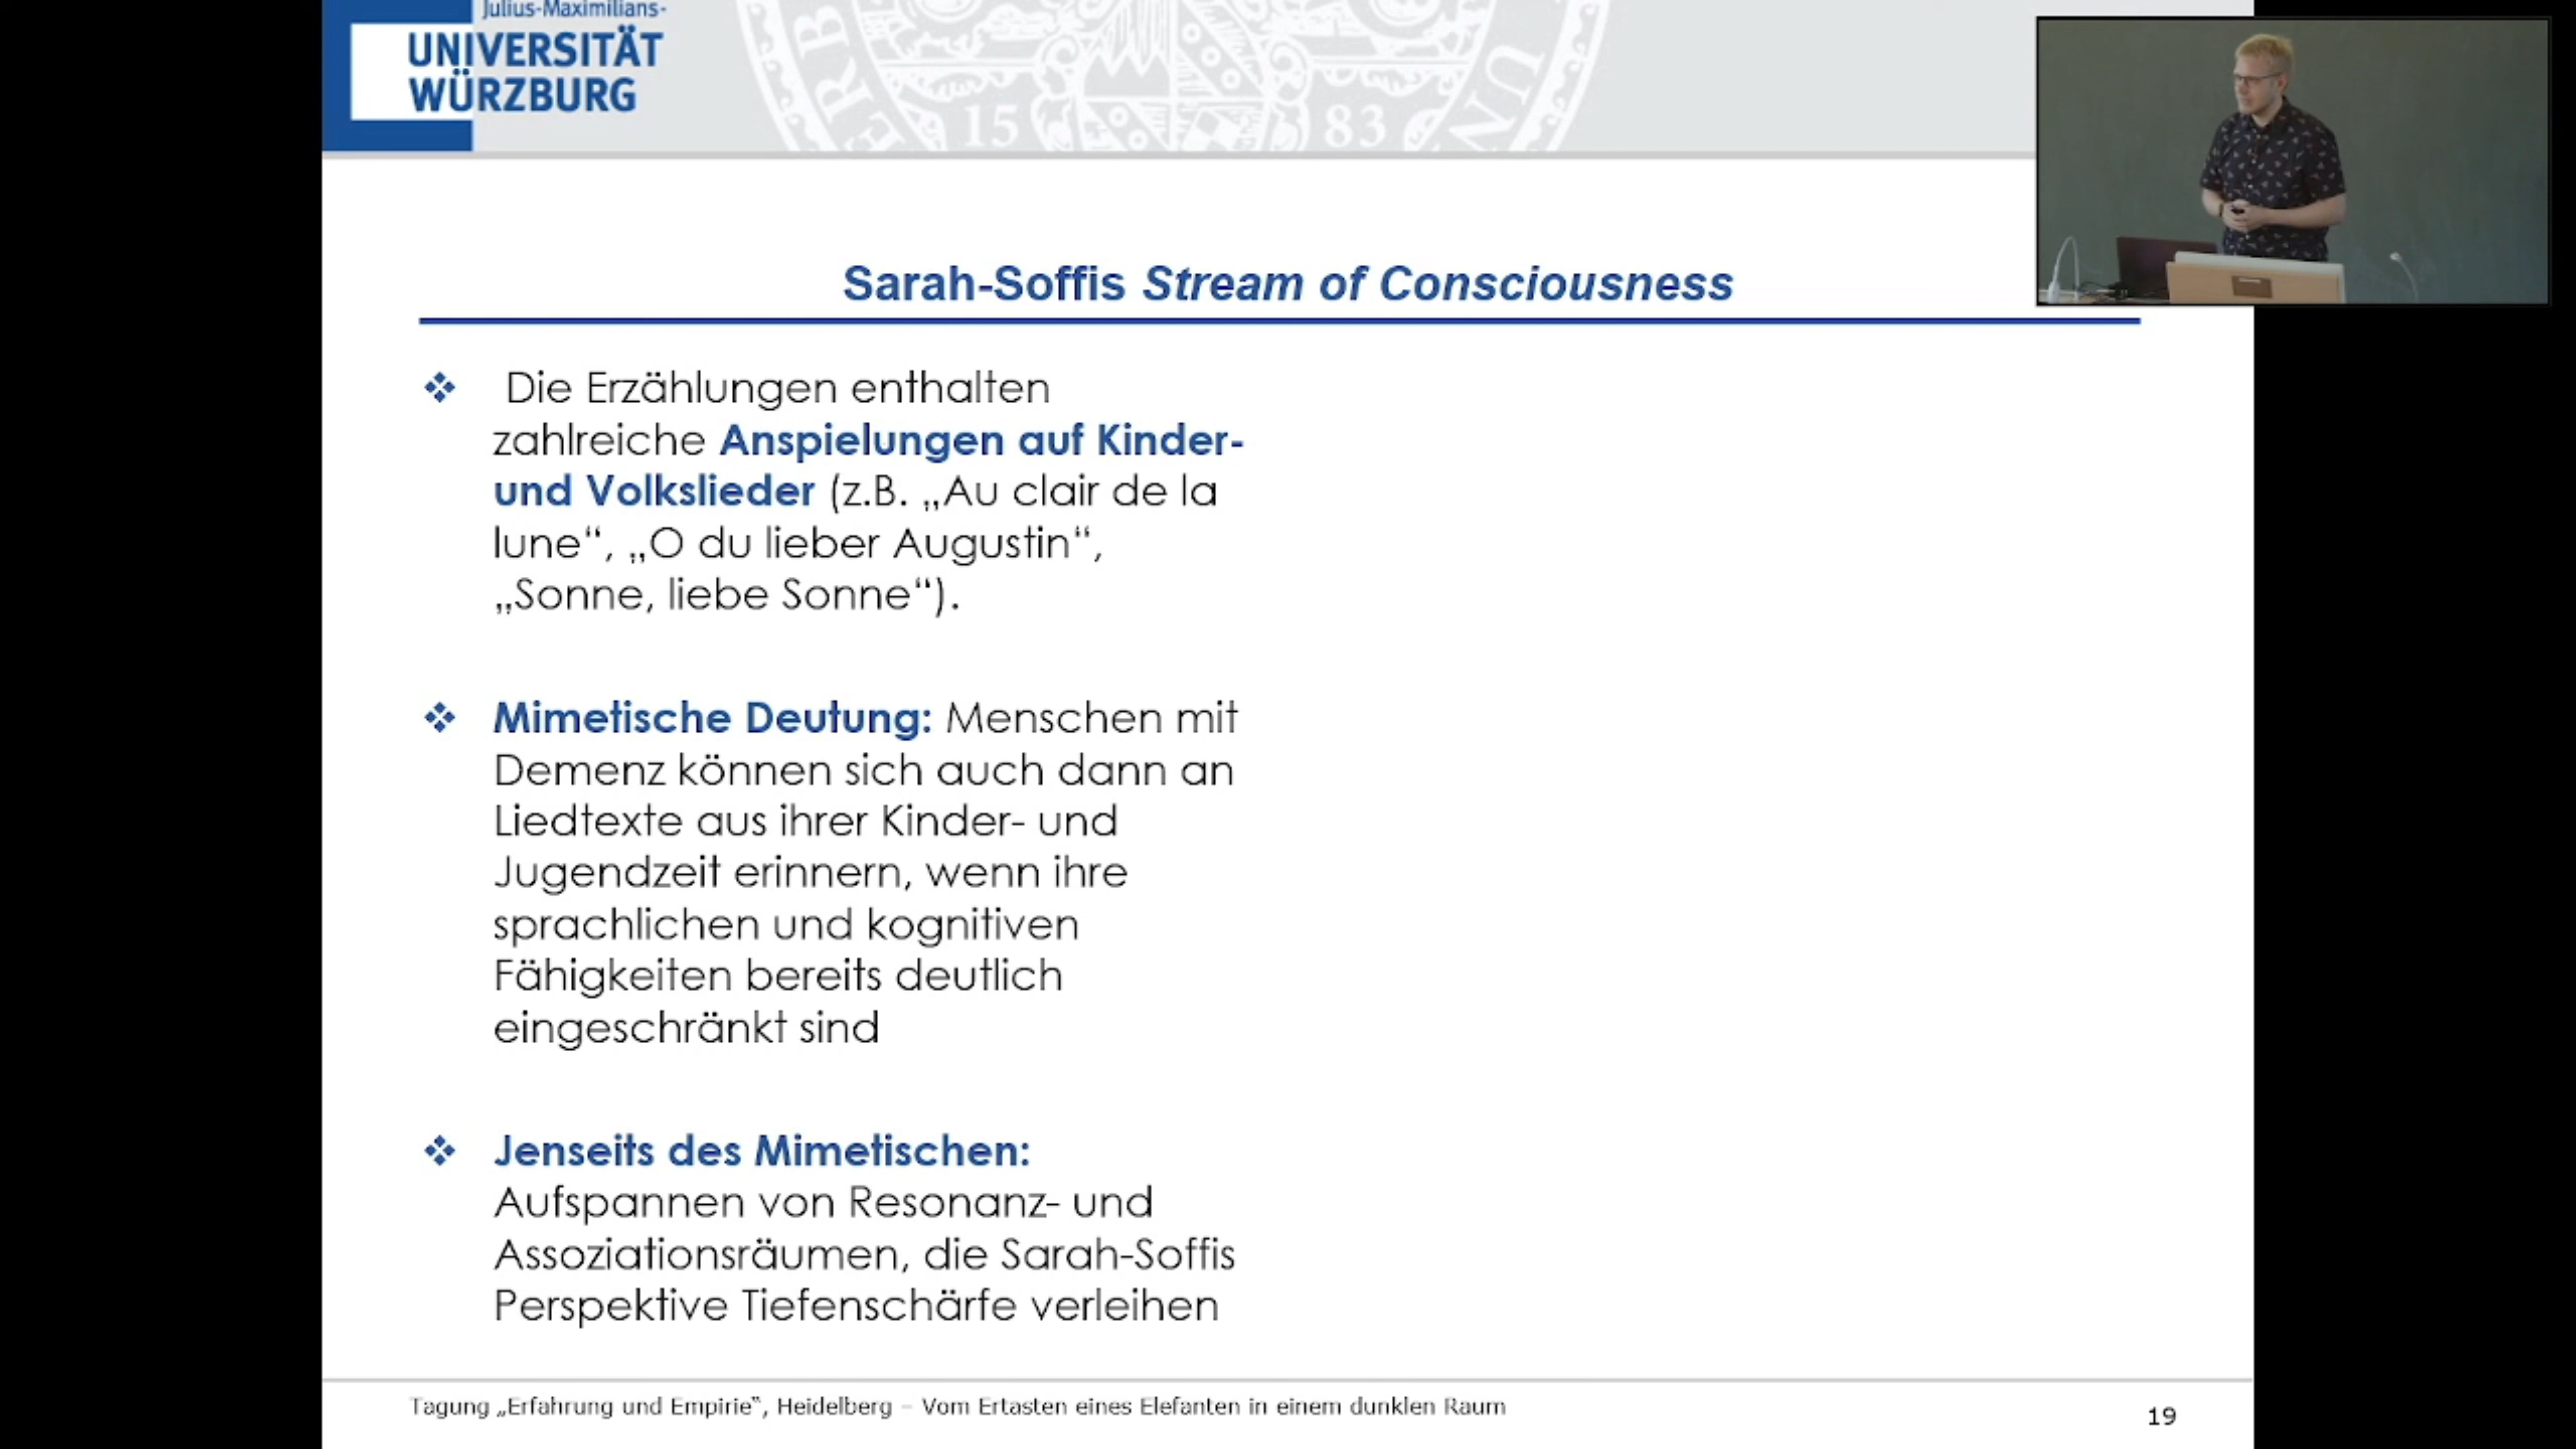 Julius-Maximilians-
UNIVERSITÄT
WÜRZBURG
15 83
Sarah-Soffis Stream of Consciousness
Die Erzählungen enthalten
zahlreiche Anspielungen auf Kinder-
und Volkslieder (z.B. „Au clair de la
lune“, „O du lieber Augustin“,
„Sonne, liebe Sonne“).
Mimetische Deutung: Menschen mit
Demenz können sich auch dann an
Liedtexte aus ihrer Kinder- und
Jugendzeit erinnern, wenn ihre
sprachlichen und kognitiven
Fähigkeiten bereits deutlich
eingeschränkt sind
Jenseits des Mimetischen:
Aufspannen von Resonanz- und
Assoziationsräumen, die Sarah-Soffis
Perspektive Tiefenschärfe verleihen
Tagung „Erfahrung und Empirie“, Heidelberg – Vom Ertasten eines Elefanten in einem dunklen Raum
19